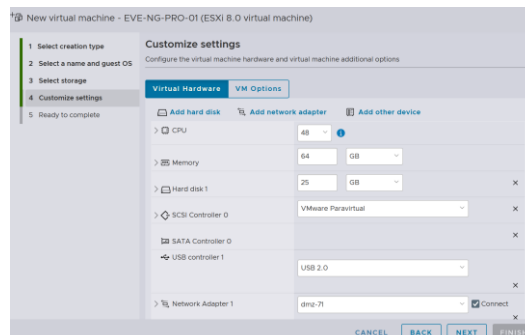 New virtual machine - EVE-NG-PRO-01 (ESXi 8.0 virtual machine)
1 Select creation type
2 Select a name and guest OS
3 Select storage
4 Customize settings
5 Ready to complete
Customize settings
Configure the virtual machine hardware and virtual machine additional options
Virtual Hardware VM Options
Add hard disk Add network adapter Add other device
CPU 48
Memory 64 GB
Hard disk 1 25 GB
SCSI Controller 0 VMware Paravirtual
SATA Controller 0
USB controller 1
USB 2.0
Network Adapter 1 dmz-71 Connect
CANCEL BACK NEXT FINISH